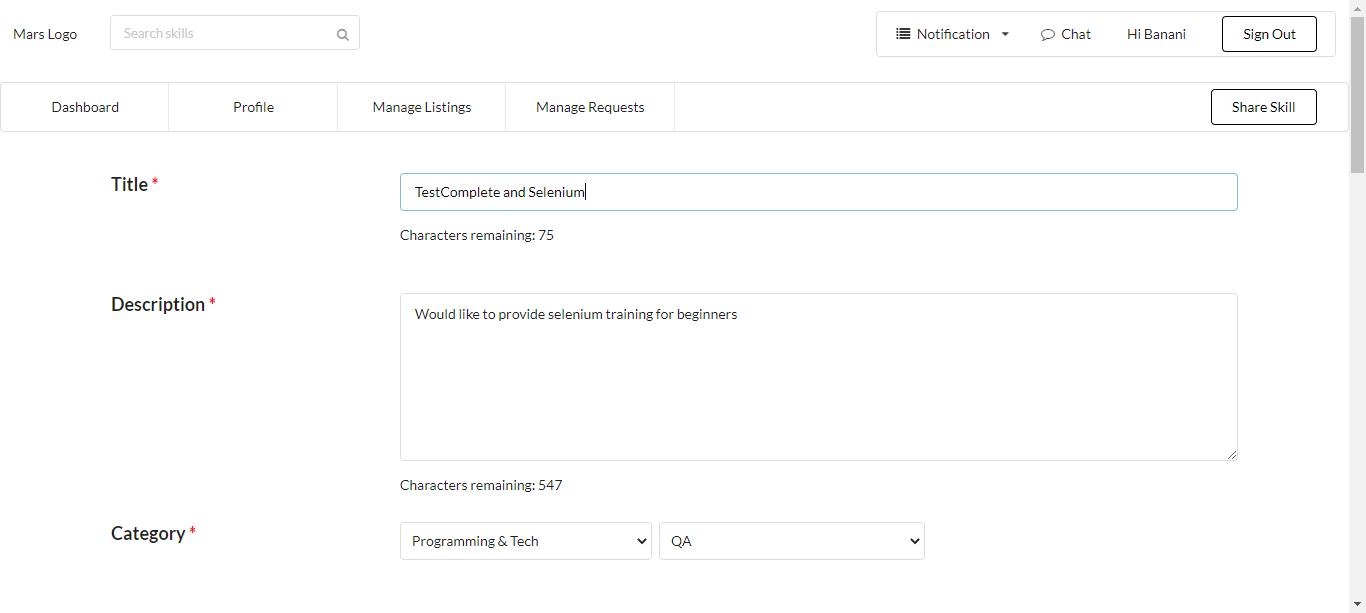 Mars Logo
Search skills
Notification
Chat
Hi Banani
Sign Out
Dashboard
Profile
Manage Listings
Manage Requests
Share Skill
Title *
TestComplete and Selenium
Characters remaining: 75
Description *
Would like to provide selenium training for beginners
Characters remaining: 547
Category *
Programming & Tech
QA